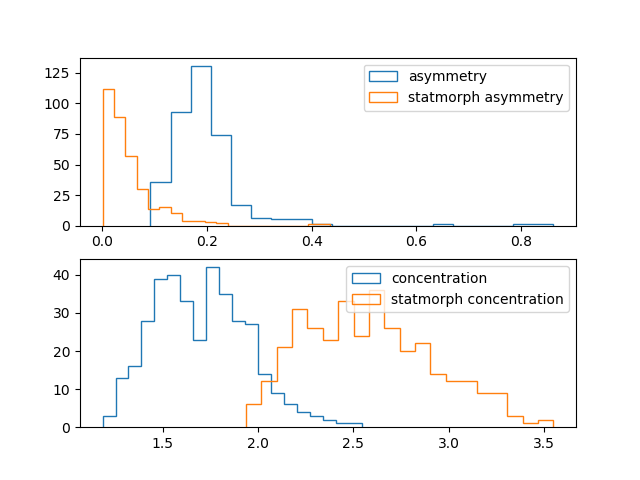 125
100
75
50
25
0
asymmetry
statmorph asymmetry
0.0 0.2 0.4 0.6 0.8
40
30
20
10
0
concentration
statmorph concentration
1.5 2.0 2.5 3.0 3.5